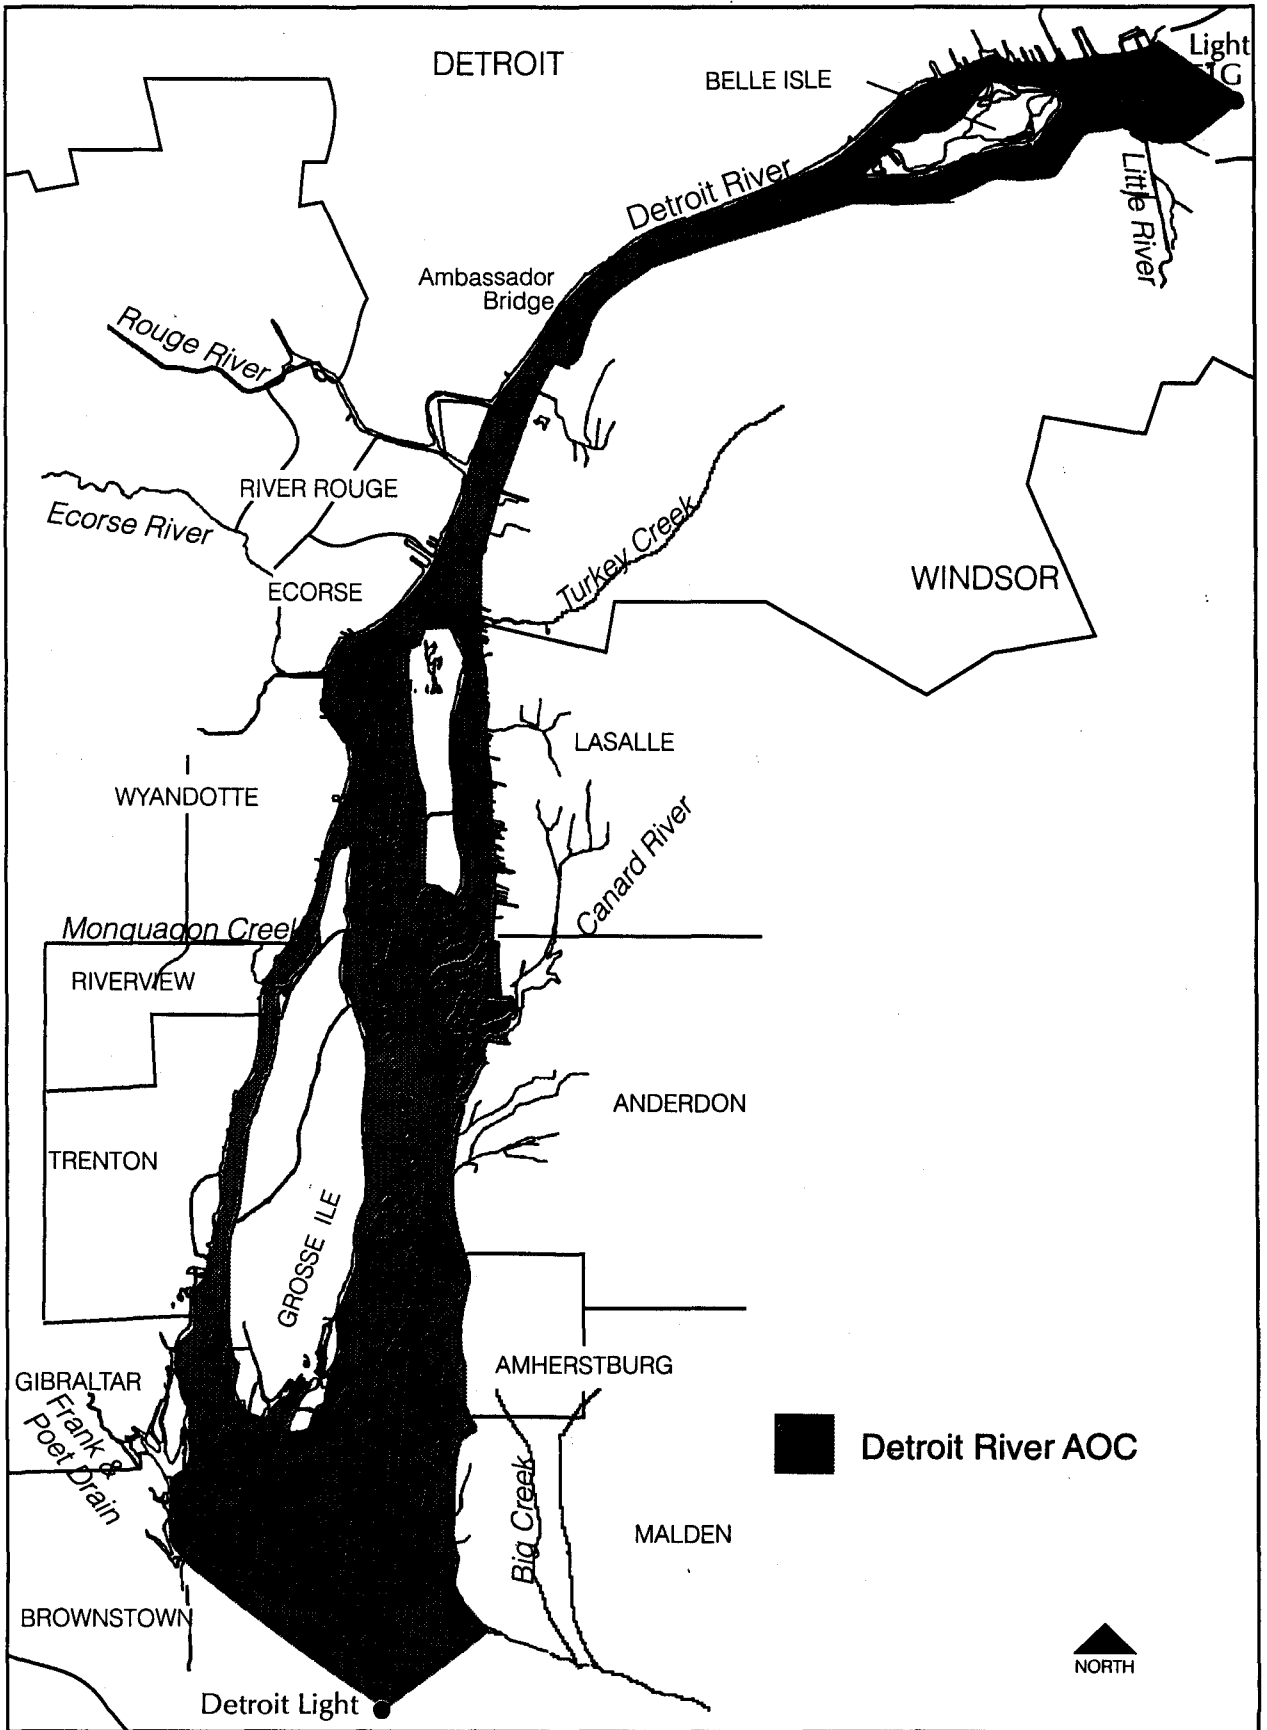 DETROIT
BELLE ISLE
Light
Detroit River
Little River
Ambassador
Bridge
Rouge River
RIVER ROUGE
Ecorse River
Turkey Creek
ECORSE
WINDSOR
LASALLE
WYANDOTTE
Canard River
Monquagon Creek
RIVERVIEW
ANDERDON
TRENTON
GROSSE ILE
AMHERSTBURG
GIBRALTAR
Frank &
Poet Drain
Detroit River AOC
Big Creek
MALDEN
BROWNSTOWN
NORTH
Detroit Light